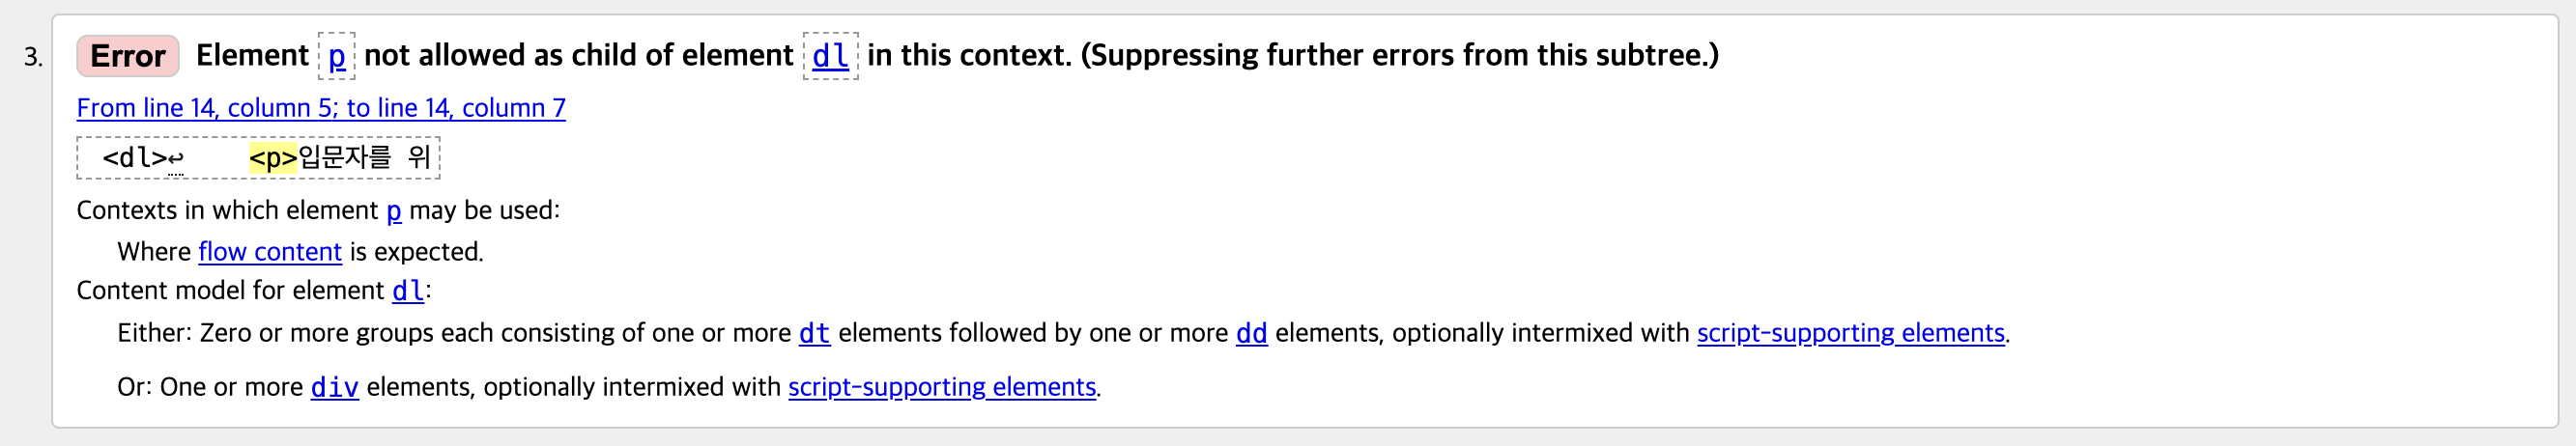 3. Error Element p not allowed as child of element dl in this context. (Suppressing further errors from this subtree.)
From line 14, column 5; to line 14, column 7
<dl>↩    <p>입문자를 위
Contexts in which element p may be used:
Where flow content is expected.
Content model for element dl:
Either: Zero or more groups each consisting of one or more dt elements followed by one or more dd elements, optionally intermixed with script-supporting elements.
Or: One or more div elements, optionally intermixed with script-supporting elements.